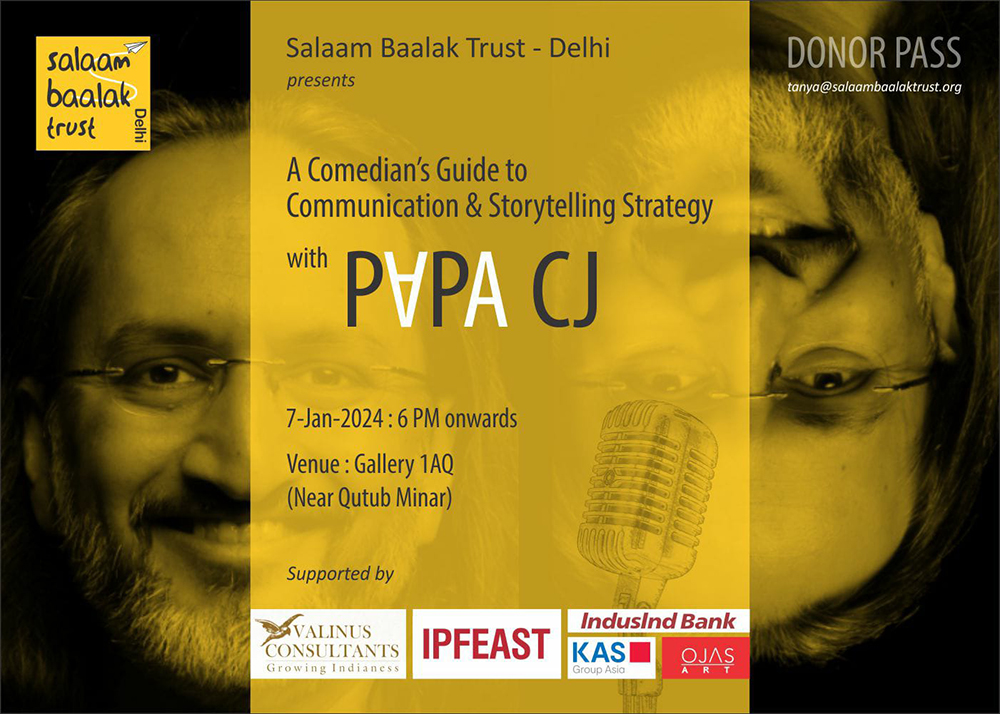 salaam
baalak
trust
Delhi
Salaam Baalak Trust - Delhi
presents
DONOR PASS
tanya@salaambaalaktrust.org
A Comedian's Guide to
Communication & Storytelling Strategy
with PAPA CJ
7-Jan-2024 : 6 PM onwards
Venue : Gallery 1AQ
(Near Qutub Minar)
Supported by
VALINUS
CONSULTANTS
Growing Indianess
IPFEAST
IndusInd Bank
KAS
Group Asia
OJAS
ART